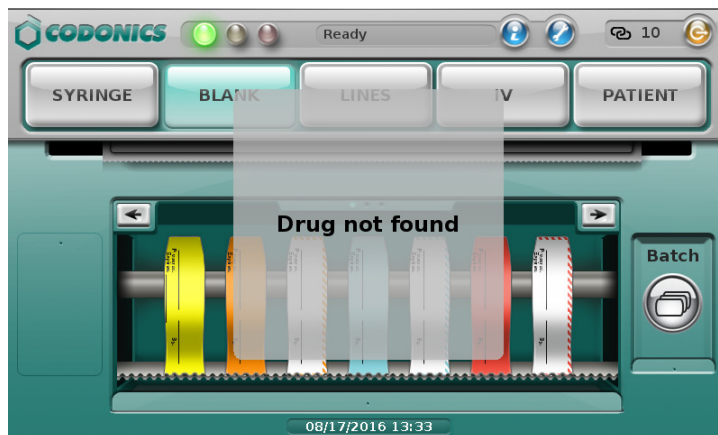 CODONICS
Ready
10
SYRINGE
BLANK
LINES
IV
PATIENT
Drug not found
Batch
08/17/2016 13:33